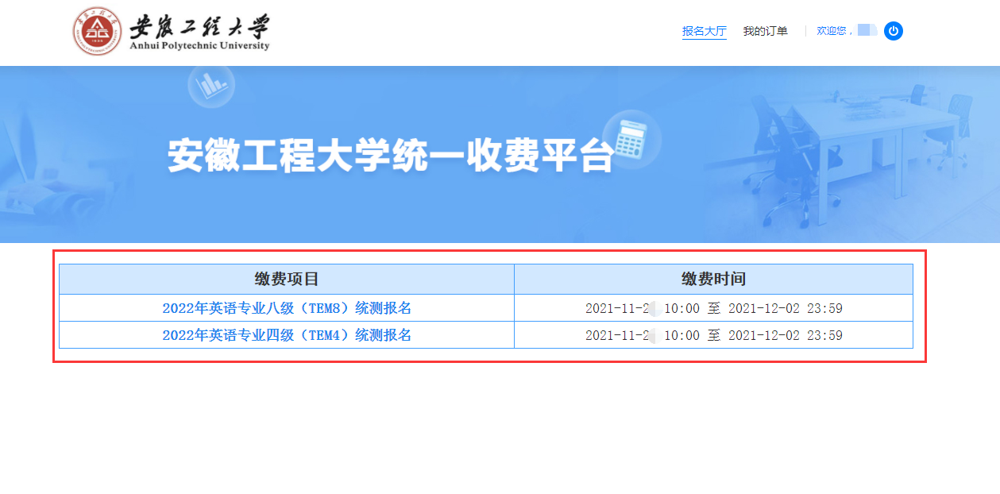 安徽工程大学
Anhui Polytechnic University
报名大厅 我的订单 欢迎您，
安徽工程大学统一收费平台
缴费项目 缴费时间
2022年英语专业八级（TEM8）统测报名 2021-11-2 10:00 至 2021-12-02 23:59
2022年英语专业四级（TEM4）统测报名 2021-11-2 10:00 至 2021-12-02 23:59